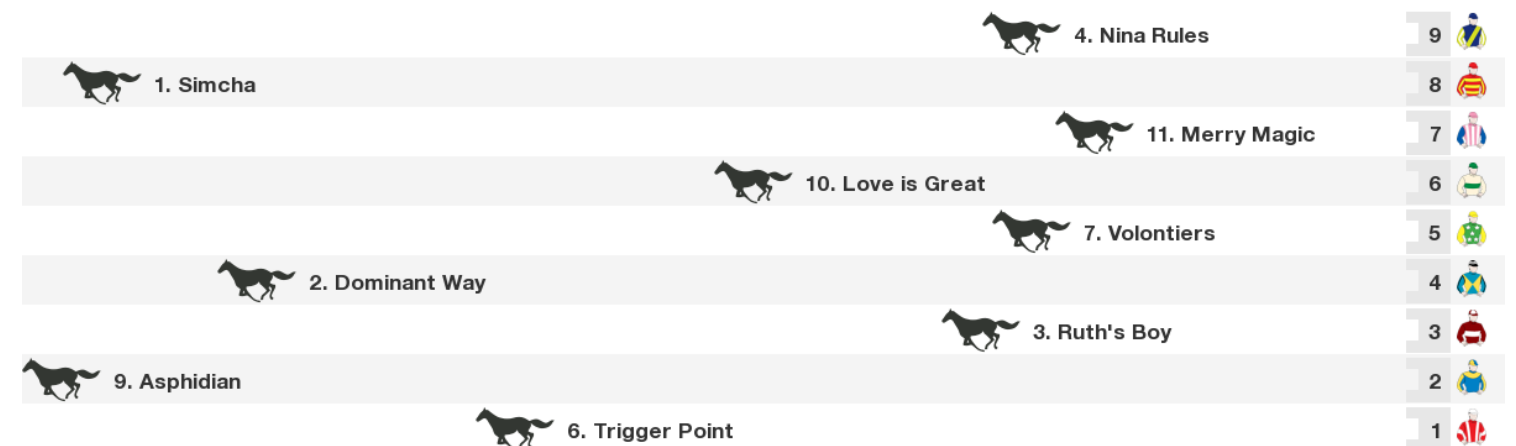 4. Nina Rules 9
1. Simcha 8
11. Merry Magic 7
10. Love is Great 6
7. Volontiers 5
2. Dominant Way 4
3. Ruth's Boy 3
9. Asphidian 2
6. Trigger Point 1